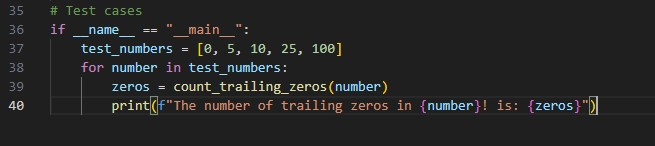 35 # Test cases
36 if __name__ == "__main__":
37     test_numbers = [0, 5, 10, 25, 100]
38     for number in test_numbers:
39         zeros = count_trailing_zeros(number)
40         print(f"The number of trailing zeros in {number}! is: {zeros}")